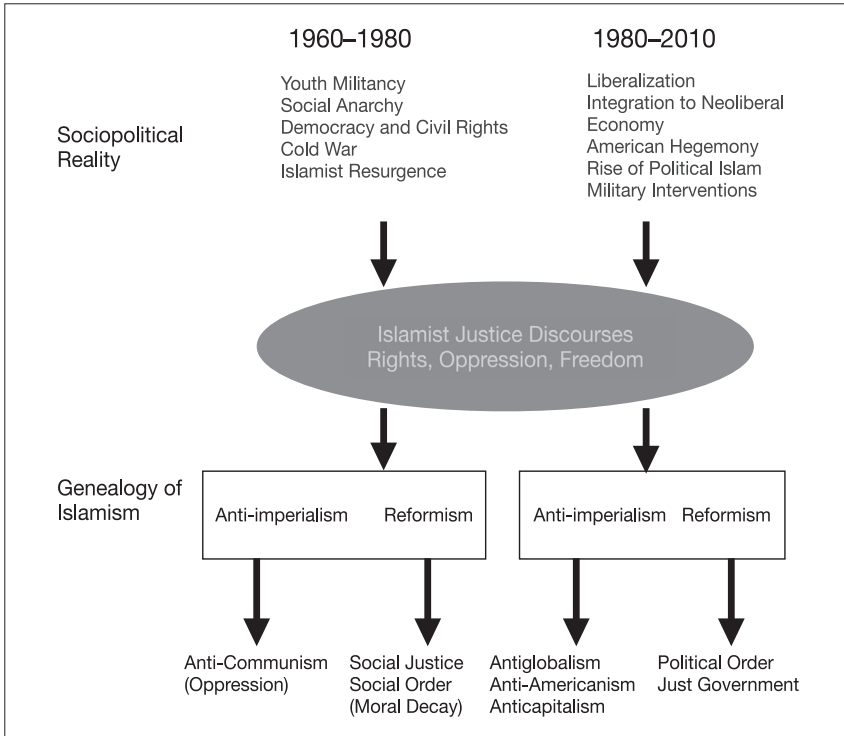 1960–1980
1980–2010
Sociopolitical
Reality
Youth Militancy
Social Anarchy
Democracy and Civil Rights
Cold War
Islamist Resurgence
Liberalization
Integration to Neoliberal
Economy
American Hegemony
Rise of Political Islam
Military Interventions
Islamist Justice Discourses
Rights, Oppression, Freedom
Genealogy of
Islamism
Anti-imperialism
Reformism
Anti-imperialism
Reformism
Anti-Communism
(Oppression)
Social Justice
Social Order
(Moral Decay)
Antiglobalism
Anti-Americanism
Anticapitalism
Political Order
Just Government